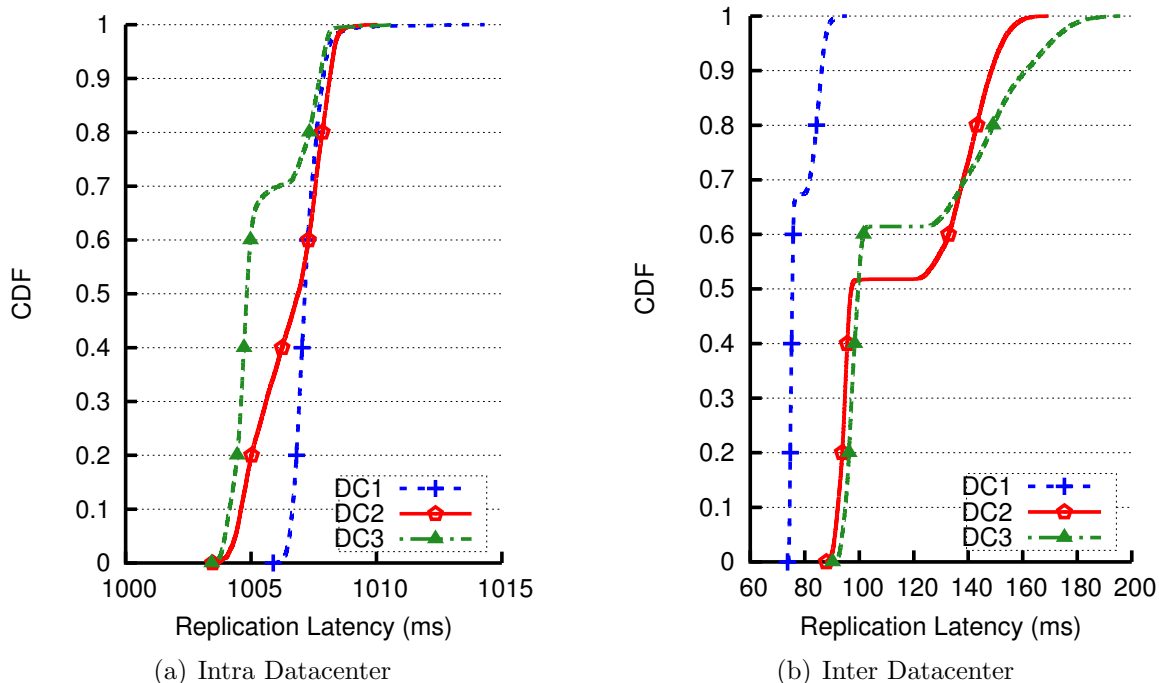 1
0.9
0.8
0.7
0.6
0.5
0.4
0.3
0.2
0.1
0
CDF
1000
1005
1010
1015
Replication Latency (ms)
DC1
DC2
DC3
(a) Intra Datacenter
1
0.9
0.8
0.7
0.6
0.5
0.4
0.3
0.2
0.1
0
CDF
60
80
100
120
140
160
180
200
Replication Latency (ms)
DC1
DC2
DC3
(b) Inter Datacenter